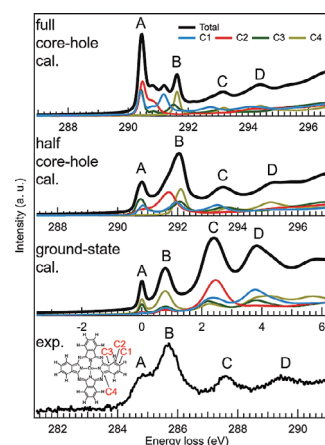 full
core-hole
cal.
A
B
C
D
Total
C1
C2
C3
C4
288
290
292
294
296
half
core-hole
cal.
A
B
C
D
288
290
292
294
296
ground-state
cal.
A
B
C
D
-2
0
2
4
6
exp.
A
B
C
D
C2
C3
C1
C4
282
284
286
288
290
Energy loss (eV)
Intensity (a. u.)